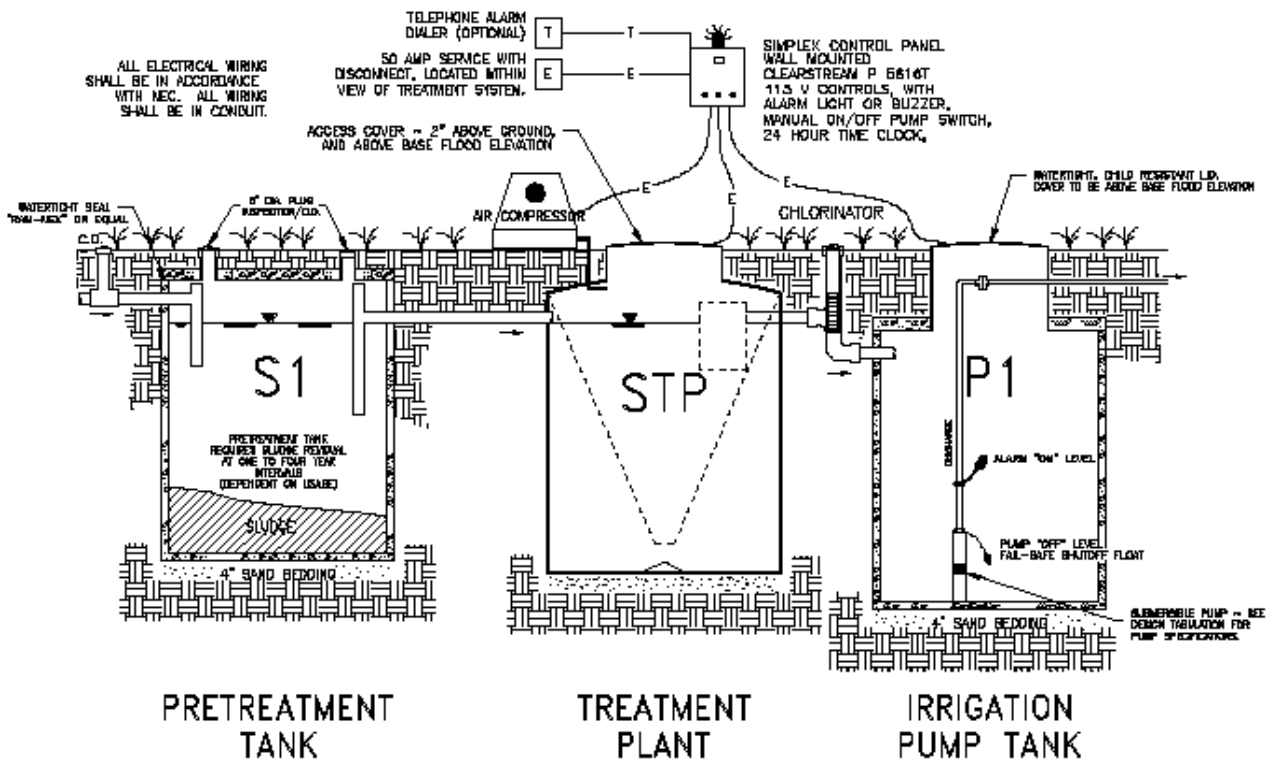 TELEPHONE ALARM
DIALER (OPTIONAL)
T
T
50 AMP SERVICE WITH
DISCONNECT, LOCATED WITHIN
VIEW OF TREATMENT SYSTEM.
E
E
ALL ELECTRICAL WIRING
SHALL BE IN ACCORDANCE
WITH NEC. ALL WIRING
SHALL BE IN CONDUIT.
SIMPLEX CONTROL PANEL
WALL MOUNTED
CLEARSTREAM P
115 V CONTROLS, WITH
ALARM LIGHT OR BUZZER,
MANUAL ON/OFF PUMP SWITCH,
24 HOUR TIME CLOCK.
ACCESS COVER ~ 2" ABOVE GROUND,
AND ABOVE BASE FLOOD ELEVATION
E
E
E
WATERTIGHT, CHILD RESISTANT LID.
COVER TO BE ABOVE BASE FLOOD ELEVATION
WATERTIGHT SEAL
OR EQUAL
DIA. PLUG
INSPECTION/C.O.
AIR COMPRESSOR
CHLORINATOR
S1
STP
P1
PRETREATMENT TANK
REQUIRES SLUDGE REMOVAL
AT ONE TO FOUR YEAR
INTERVALS
(DEPENDENT ON USAGE)
SLUDGE
4" SAND BEDDING
DISCHARGE
ALARM "ON" LEVEL
PUMP "OFF" LEVEL
FAIL-SAFE SHUTOFF FLOAT
SUBMERSIBLE PUMP ~ SEE
DESIGN TABULATION FOR
PUMP SPECIFICATIONS.
4" SAND BEDDING
PRETREATMENT
TANK
TREATMENT
PLANT
IRRIGATION
PUMP TANK